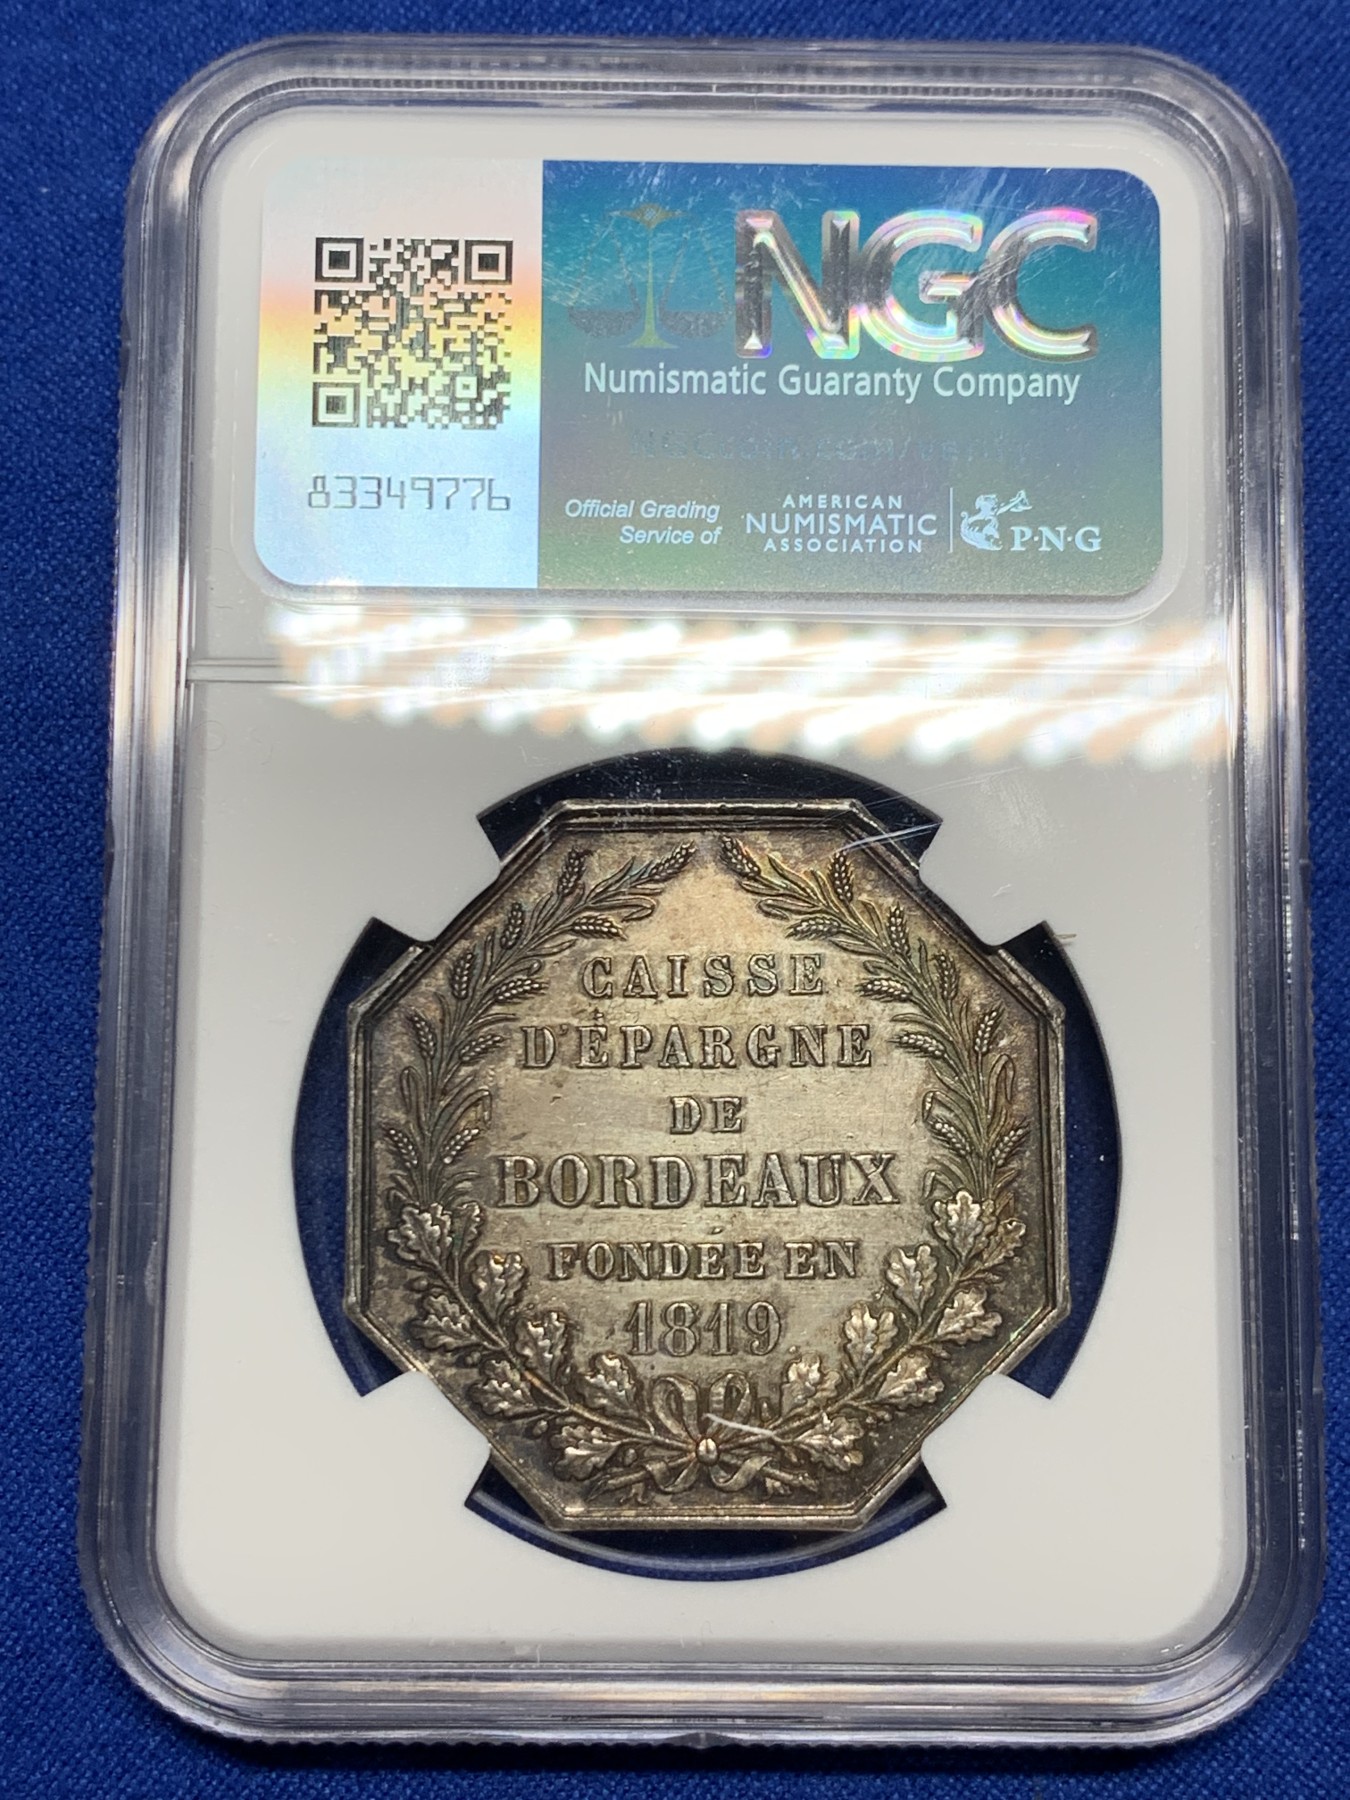 NGC
Numismatic Guaranty Company
83349776
Official Grading
Service of
AMERICAN
NUMISMATIC
ASSOCIATION
P·N·G
CAISSE
D'ÉPARGNE
DE
BORDEAUX
FONDÉE EN
1819